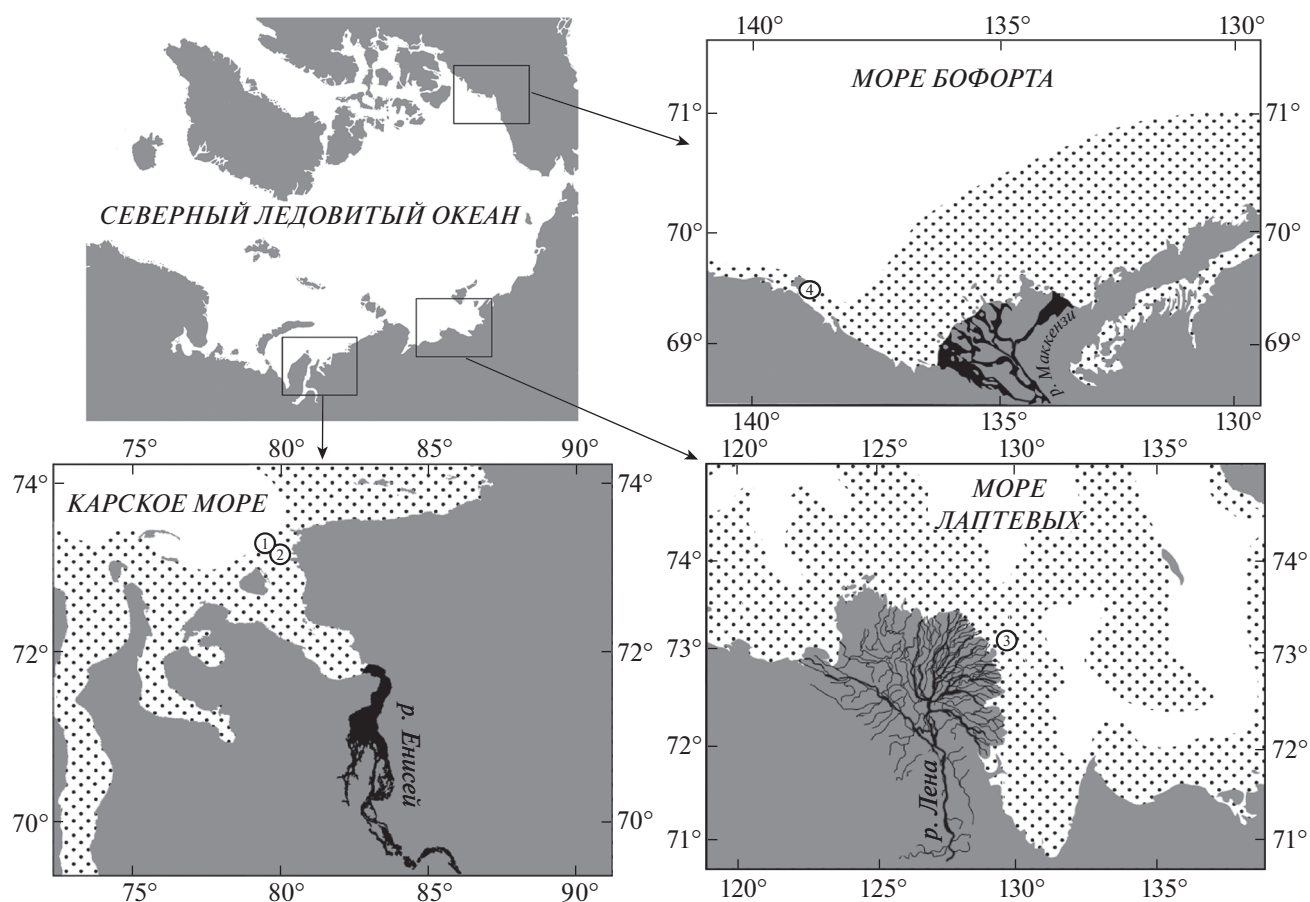 СЕВЕРНЫЙ ЛЕДОВИТЫЙ ОКЕАН
140° 135° 130°
МОРЕ БОФОРТА
71° 71°
70° 70°
4
69° 69°
р. Маккензи
140° 135° 130°
75° 80° 85° 90°
74° 74°
КАРСКОЕ МОРЕ
1
2
72° 72°
р. Енисей
70° 70°
75° 80° 85° 90°
120° 125° 130° 135°
МОРЕ
ЛАПТЕВЫХ
74° 74°
3
73° 73°
72° 72°
р. Лена
71° 71°
120° 125° 130° 135°